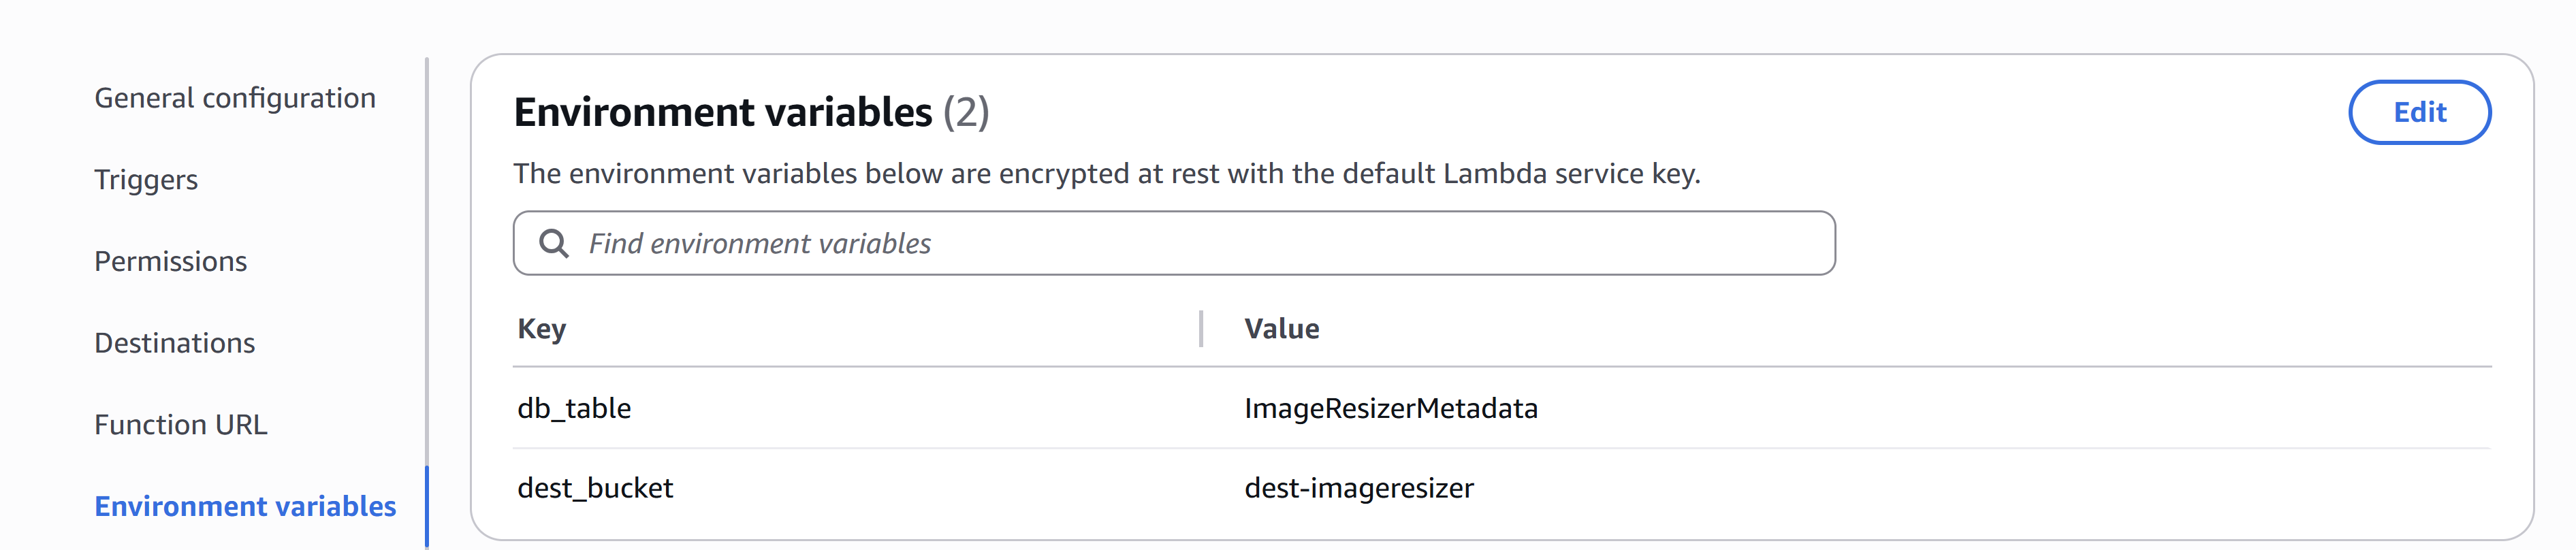 General configuration
Triggers
Permissions
Destinations
Function URL
Environment variables
Environment variables (2)
Edit
The environment variables below are encrypted at rest with the default Lambda service key.
Find environment variables
Key Value
db_table ImageResizerMetadata
dest_bucket dest-imageresizer